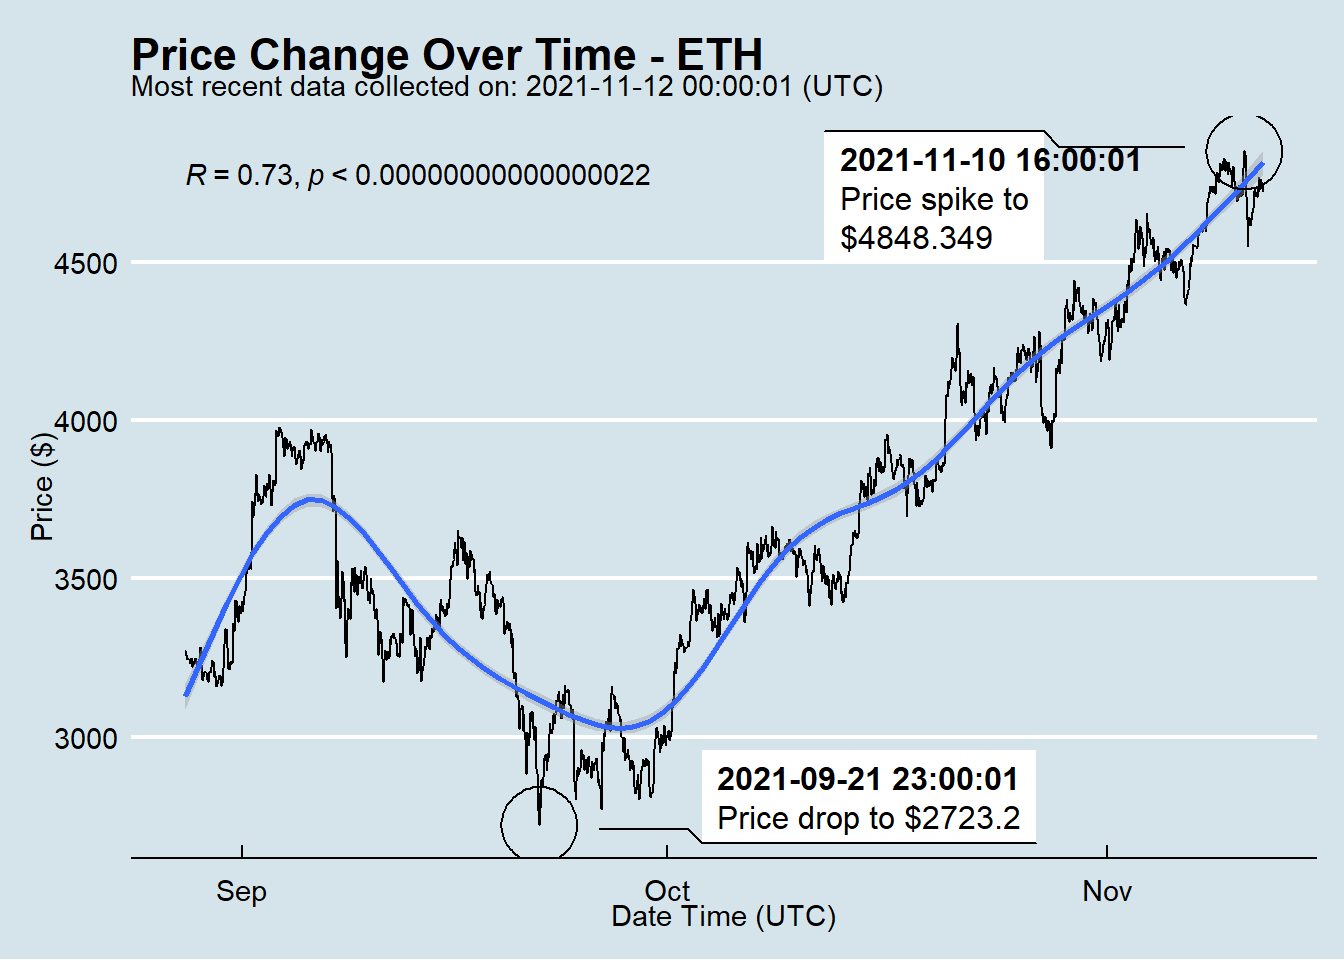 Price Change Over Time - ETH
Most recent data collected on: 2021-11-12 00:00:01 (UTC)
R = 0.73, p < 0.00000000000000022
2021-11-10 16:00:01
Price spike to
$4848.349
4500
4000
3500
3000
Price ($)
2021-09-21 23:00:01
Price drop to $2723.2
Sep
Oct
Nov
Date Time (UTC)